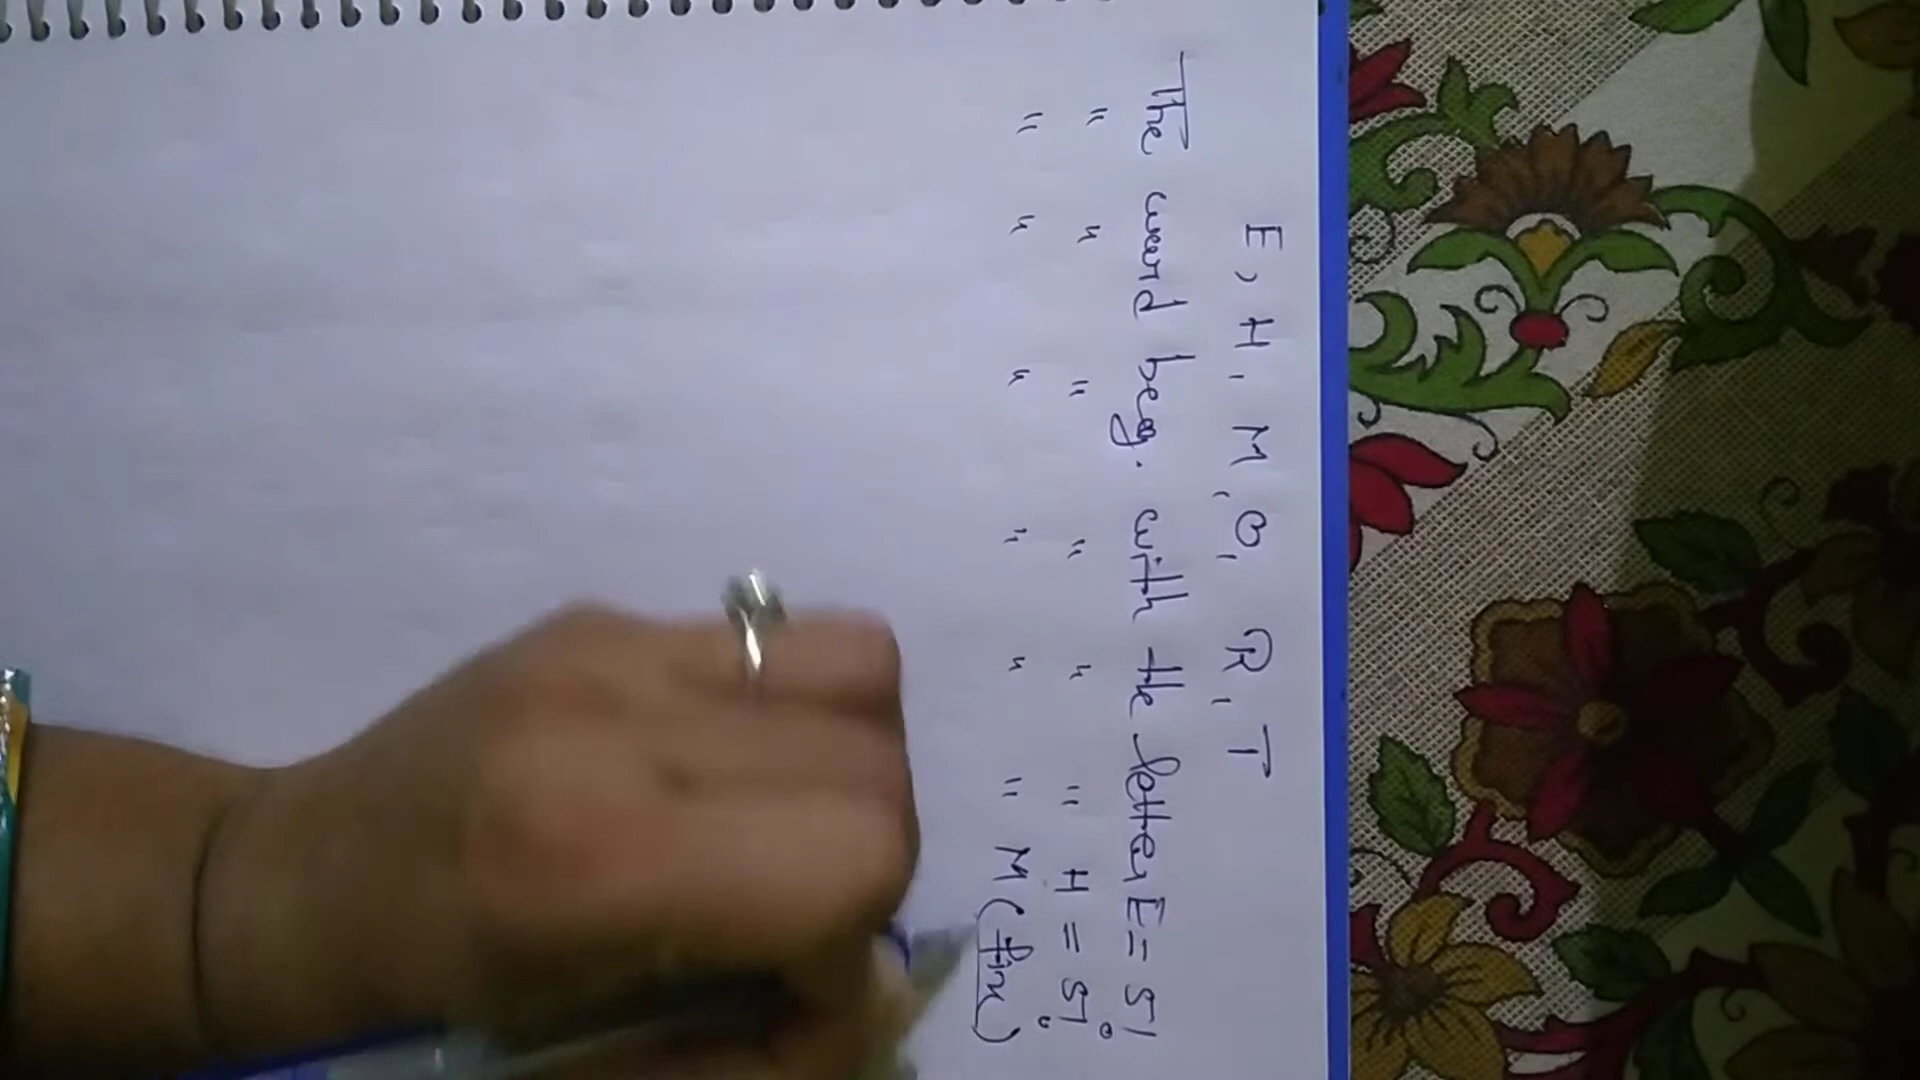 E, H, M, O, R, T
The word beg. with the letter E = 5!
" " " " " " H = 5!
" " " " " " M (fix)